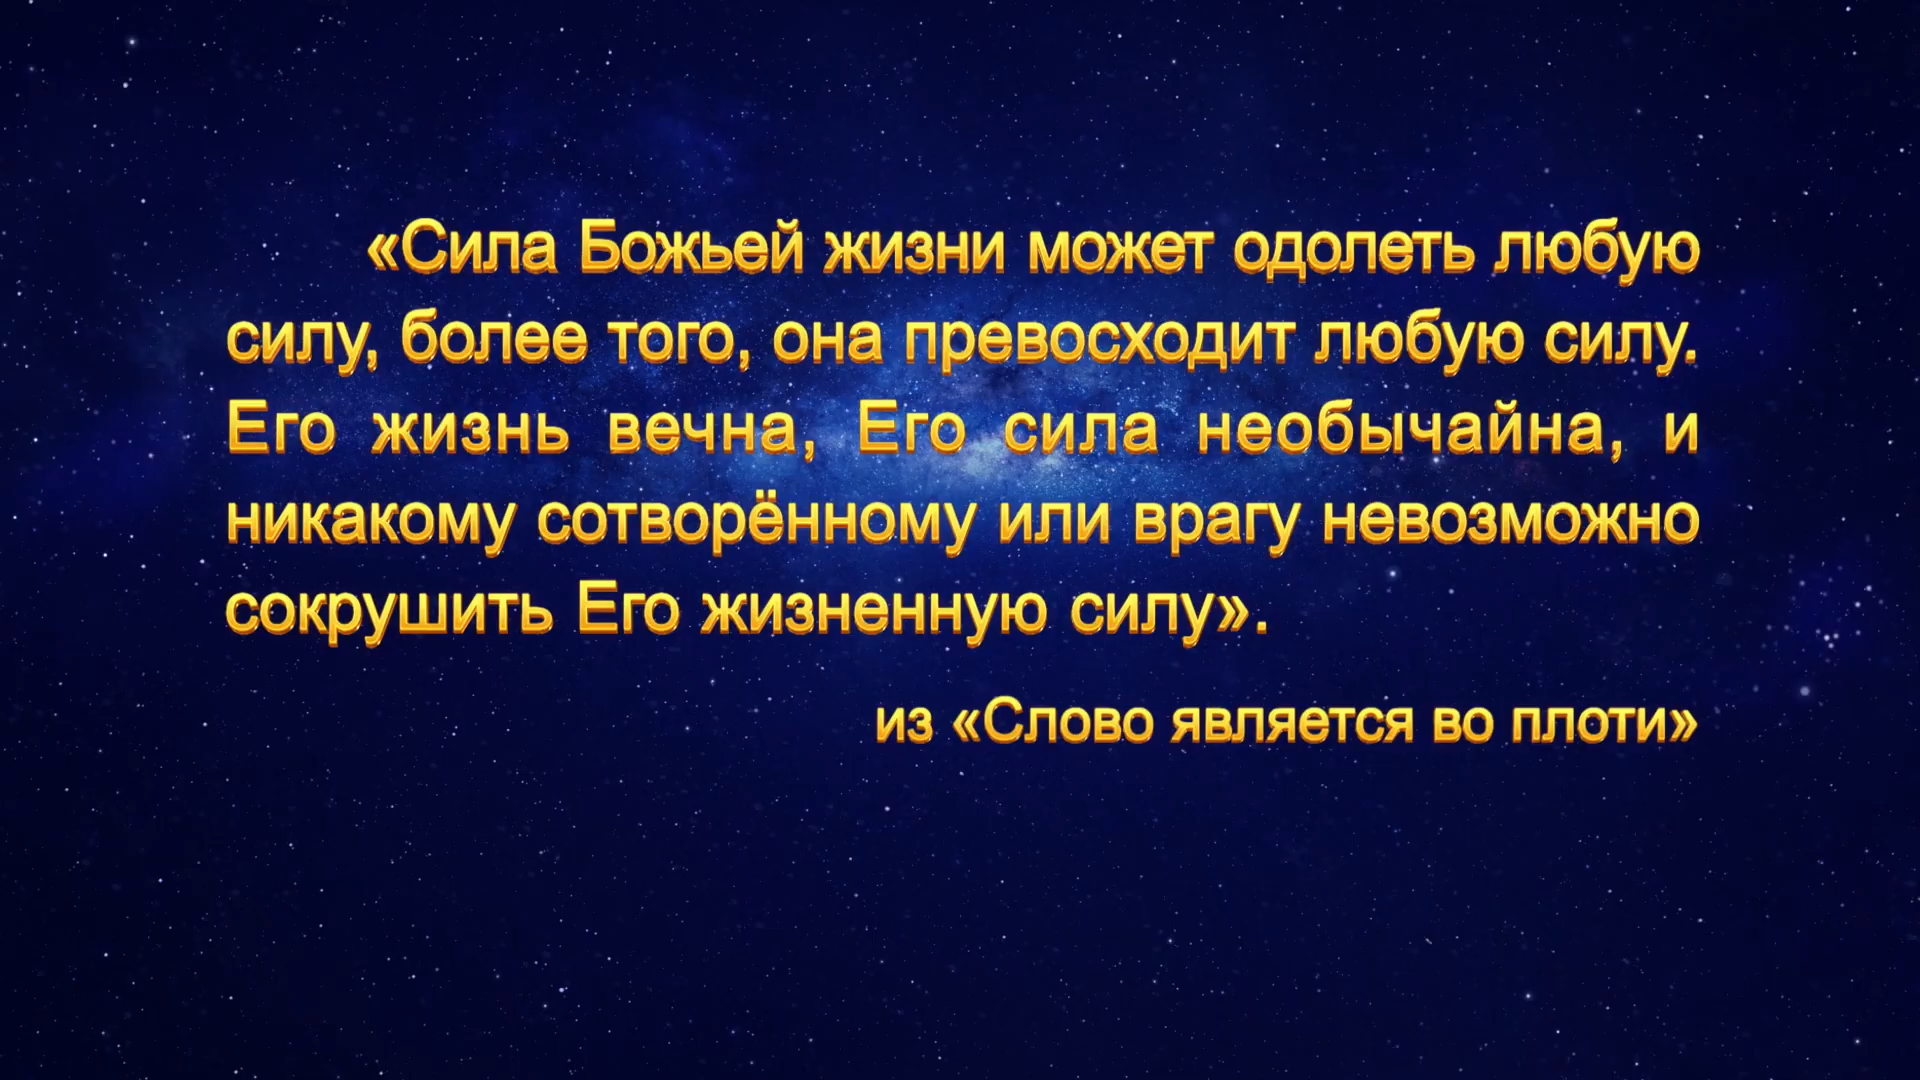 «Сила Божьей жизни может одолеть любую
силу, более того, она превосходит любую силу.
Его жизнь вечна, Его сила необычайна, и
никакому сотворённому или врагу невозможно
сокрушить Его жизненную силу».
из «Слово является во плоти»